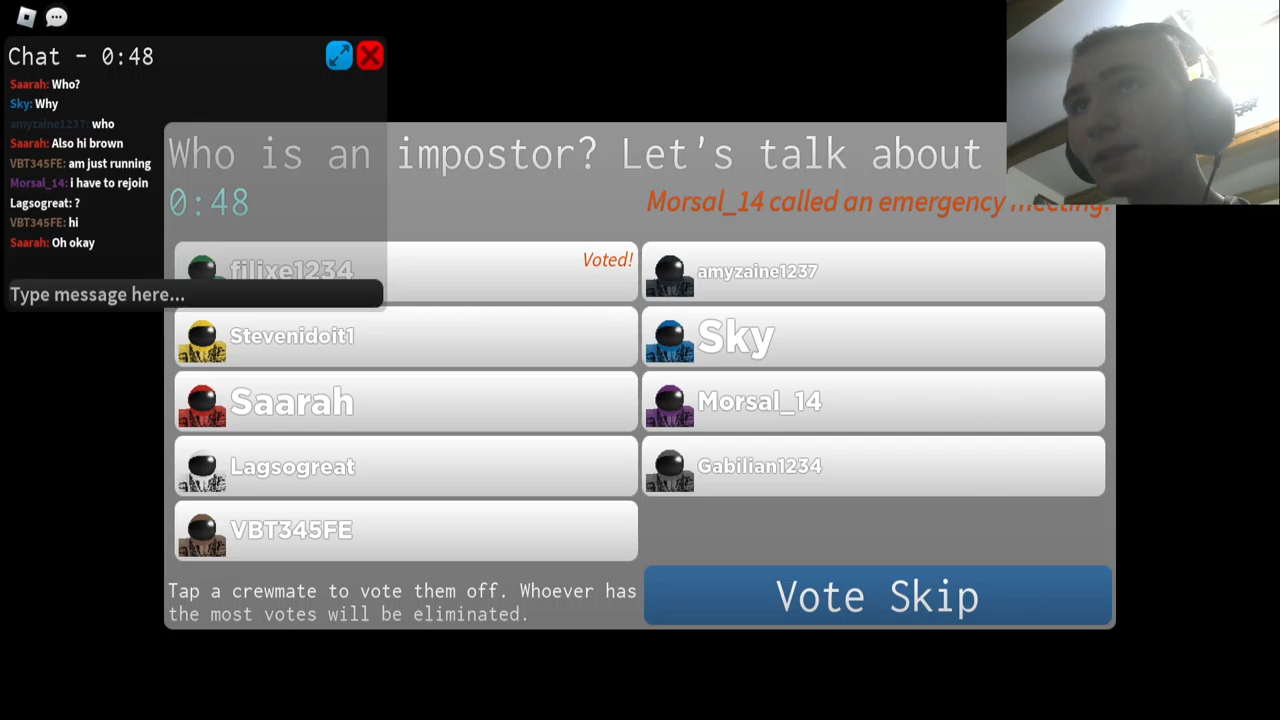 Chat - 0:48
Saarah: Who?
Sky: Why
amyzaine1237: who
Saarah: Also hi brown
VBT345FE: am just running
Morsal_14: i have to rejoin
Lagsogreat: ?
VBT345FE: hi
Saarah: Oh okay
Type message here...
Who is an impostor? Let's talk about
0:48
Morsal_14 called an emergency meeting.
filixe1234
Voted!
amyzaine1237
Stevenidoit1
Sky
Saarah
Morsal_14
Lagsogreat
Gabilian1234
VBT345FE
Tap a crewmate to vote them off. Whoever has
the most votes will be eliminated.
Vote Skip